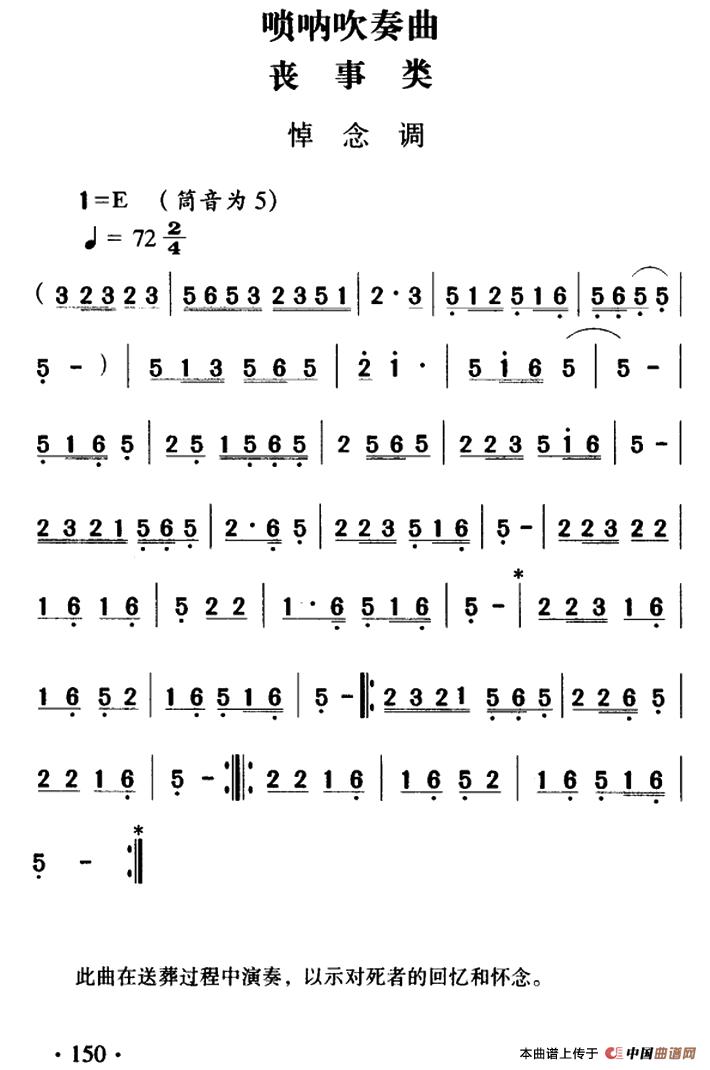 唢呐吹奏曲
丧事类
悼念调
1=E （筒音为5）
♩= 72 2/4
( 3 2 3 2 3 | 5 6 5 3 2 3 5 1 | 2 · 3 | 5 1 2 5 1 6 | 5 6 5 5 |
5 - ) | 5 1 3 5 6 5 | 2 1 · | 5 1 6 5 | 5 - |
5 1 6 5 | 2 5 1 5 6 5 | 2 5 6 5 | 2 2 3 5 1 6 | 5 - |
2 3 2 1 5 6 5 | 2 · 6 5 | 2 2 3 5 1 6 | 5 - | 2 2 3 2 2 |
1 6 1 6 | 5 2 2 | 1 · 6 5 1 6 | 5 - | * 2 2 3 1 6 |
1 6 5 2 | 1 6 5 1 6 | 5 - |: 2 3 2 1 5 6 5 | 2 2 6 5 |
2 2 1 6 | 5 - :||: 2 2 1 6 | 1 6 5 2 | 1 6 5 1 6 |
5 - :| *
此曲在送葬过程中演奏，以示对死者的回忆和怀念。
· 150 ·
本曲谱上传于 中国曲谱网